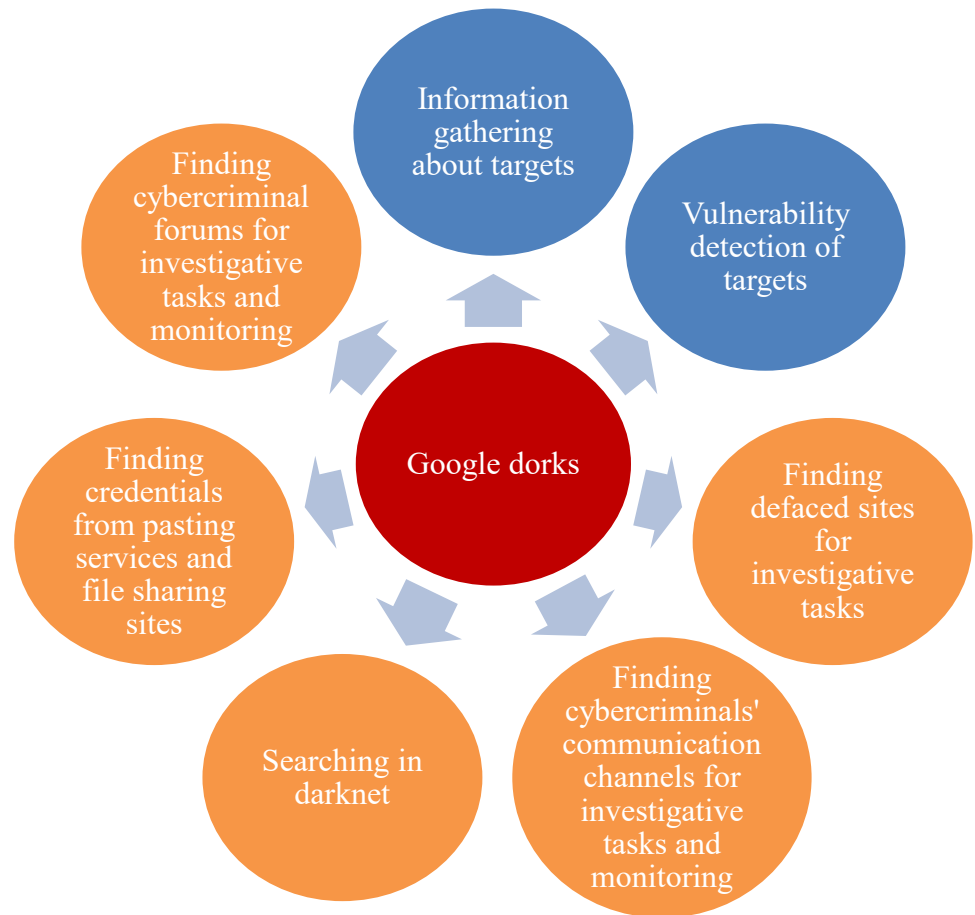 Information
gathering
about targets
Vulnerability
detection of
targets
Finding
defaced sites
for
investigative
tasks
Finding
cybercriminals'
communication
channels for
investigative
tasks and
monitoring
Searching in
darknet
Finding
credentials
from pasting
services and
file sharing
sites
Finding
cybercriminal
forums for
investigative
tasks and
monitoring
Google dorks